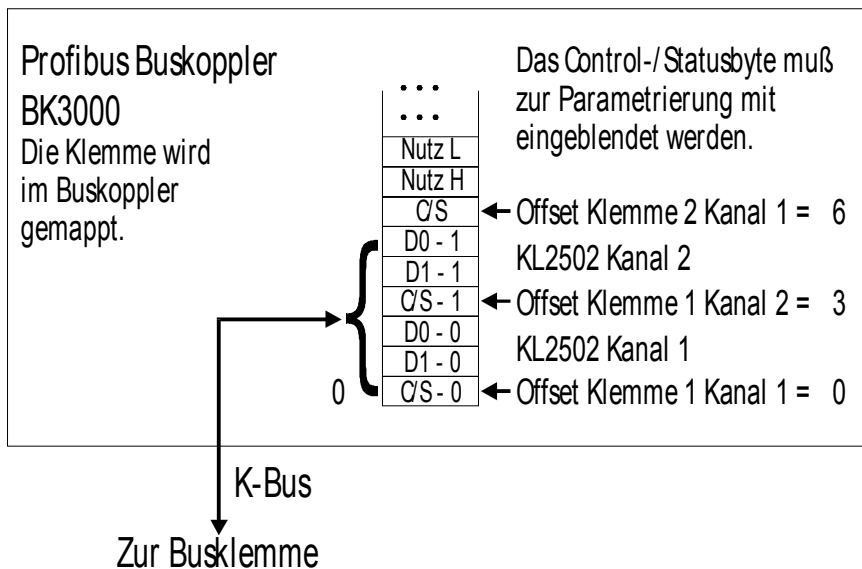 Profibus Buskoppler
BK3000
Die Klemme wird
im Buskoppler
gemappt.
Das Control-/Statusbyte muß
zur Parametrierung mit
eingeblendet werden.
...
...
Nutz L
Nutz H
C/S
Offset Klemme 2 Kanal 1 = 6
D0 - 1
KL2502 Kanal 2
D1 - 1
C/S - 1
Offset Klemme 1 Kanal 2 = 3
D0 - 0
KL2502 Kanal 1
D1 - 0
0
C/S - 0
Offset Klemme 1 Kanal 1 = 0
K-Bus
Zur Busklemme